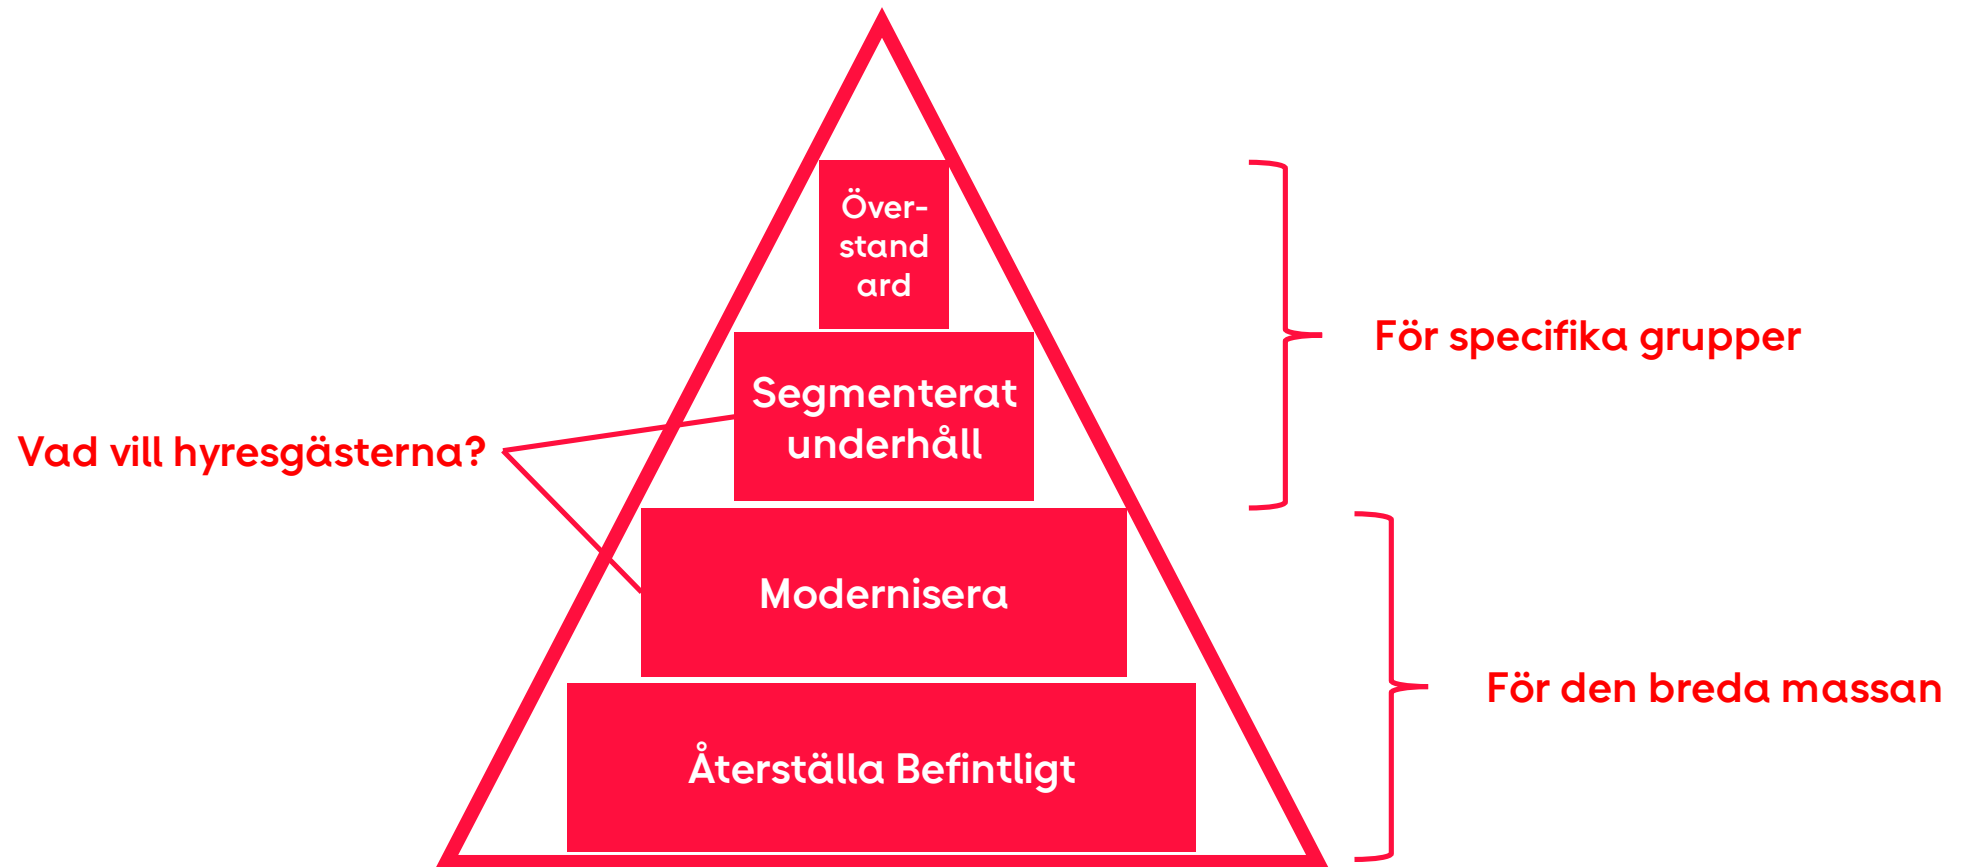 Över-
stand
ard
För specifika grupper
Segmenterat
underhåll
Vad vill hyresgästerna?
Modernisera
För den breda massan
Återställa Befintligt